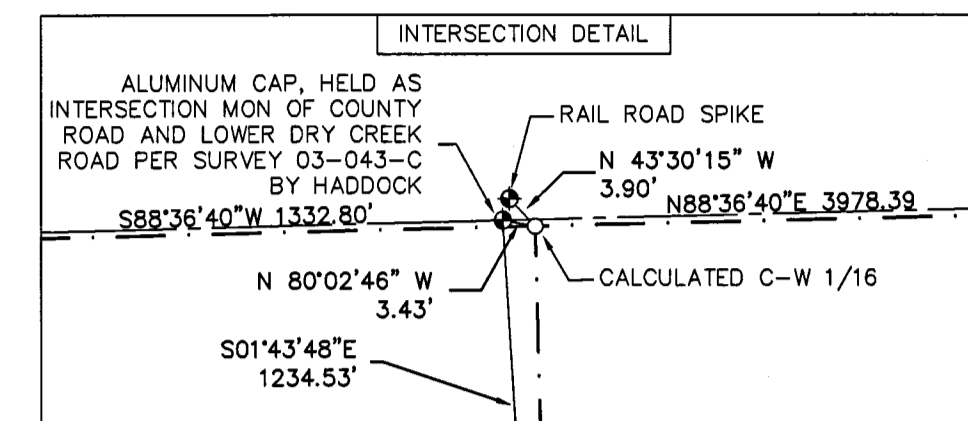 INTERSECTION DETAIL
ALUMINUM CAP, HELD AS
INTERSECTION MON OF COUNTY
ROAD AND LOWER DRY CREEK
ROAD PER SURVEY 03-043-C
BY HADDOCK
RAIL ROAD SPIKE
N 43°30'15" W
3.90'
S88°36'40"W 1332.80'
N88°36'40"E 3978.39
N 80°02'46" W
3.43'
CALCULATED C-W 1/16
S01°43'48"E
1234.53'